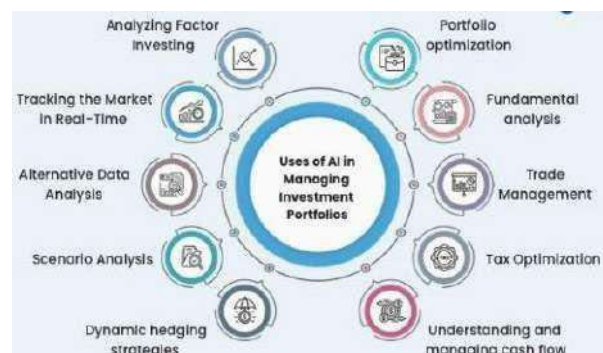 Analyzing Factor
Investing
Portfolio
optimization
Tracking the Market
in Real-Time
Fundamental
analysis
Uses of AI in
Managing
Investment
Portfolios
Alternative Data
Analysis
Trade
Management
Scenario Analysis
Tax Optimization
Dynamic hedging
strategies
Understanding and
managing cash flow